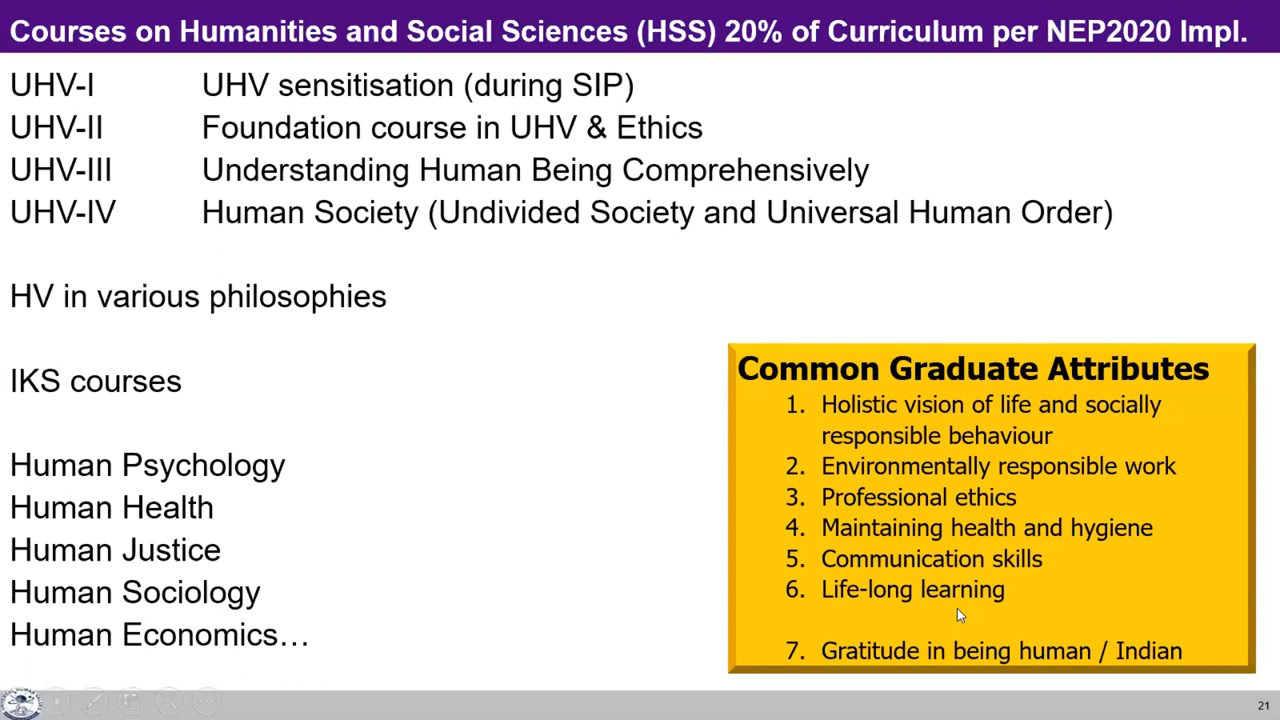 Courses on Humanities and Social Sciences (HSS) 20% of Curriculum per NEP2020 Impl.
UHV-I UHV sensitisation (during SIP)
UHV-II Foundation course in UHV & Ethics
UHV-III Understanding Human Being Comprehensively
UHV-IV Human Society (Undivided Society and Universal Human Order)
HV in various philosophies
IKS courses
Human Psychology
Human Health
Human Justice
Human Sociology
Human Economics…
Common Graduate Attributes
1. Holistic vision of life and socially
responsible behaviour
2. Environmentally responsible work
3. Professional ethics
4. Maintaining health and hygiene
5. Communication skills
6. Life-long learning
7. Gratitude in being human / Indian
21